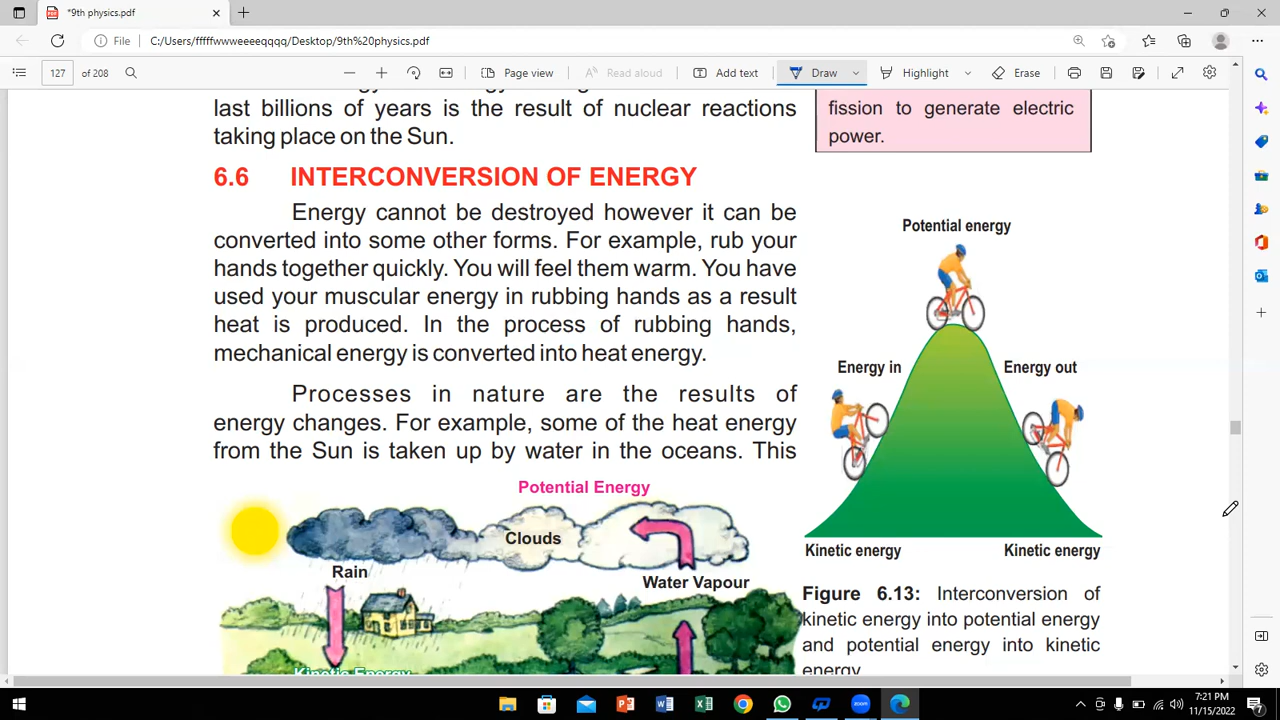 *9th physics.pdf
File
C:/Users/fffffwwweeeeqqqq/Desktop/9th%20physics.pdf
127 of 208
Page view
Read aloud
Add text
Draw
Highlight
Erase
last billions of years is the result of nuclear reactions
taking place on the Sun.
fission to generate electric
power.
6.6 INTERCONVERSION OF ENERGY
Energy cannot be destroyed however it can be
converted into some other forms. For example, rub your
hands together quickly. You will feel them warm. You have
used your muscular energy in rubbing hands as a result
heat is produced. In the process of rubbing hands,
mechanical energy is converted into heat energy.
Processes in nature are the results of
energy changes. For example, some of the heat energy
from the Sun is taken up by water in the oceans. This
Potential Energy
Clouds
Rain
Water Vapour
Kinetic Energy
Potential energy
Energy in
Energy out
Kinetic energy
Kinetic energy
Figure 6.13: Interconversion of
kinetic energy into potential energy
and potential energy into kinetic
energy
7:21 PM
11/15/2022